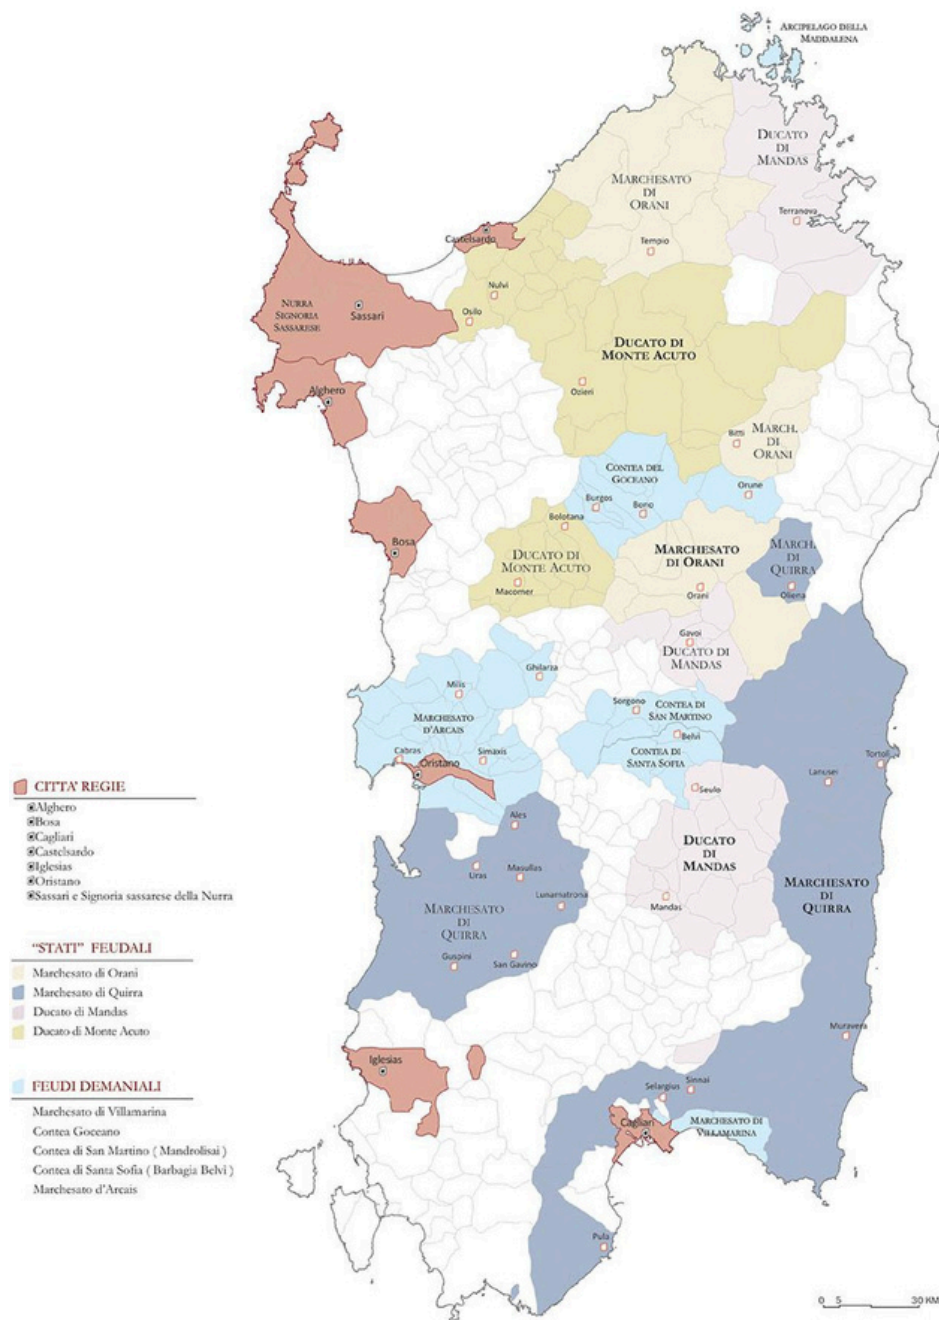 ARCIPELAGO DELLA
MADDALENA
DUCATO
DI
MANDAS
MARCHESATO
DI
ORANI
Terranova
Castelsardo
Tempio
Nulvi
NURRA
SIGNORIA
SASSARESE
Sassari
Osilo
DUCATO DI
MONTE ACUTO
Ozieri
Alghero
Bitti
MARCH.
DI
ORANI
CONTEA DEL
GOCEANO
Orune
Burgos
Bono
Bolotana
Bosa
DUCATO DI
MONTE ACUTO
MARCHESATO
DI ORANI
MARCH.
DI
QUIRRA
Macomer
Orani
Oliena
Gavoi
DUCATO DI
MANDAS
Ghilarza
Milis
Sorgono
CONTEA DI
SAN MARTINO
MARCHESATO
D'ARCAIS
Belvi
CONTEA DI
SANTA SOFIA
Cabras
Simaxis
Oristano
Tortolì
Lanusei
Seulo
CITTA' REGIE
Alghero
Bosa
Cagliari
Castelsardo
Iglesias
Oristano
Sassari e Signoria sassarese della Nurra
Ales
DUCATO
DI
MANDAS
Uras
Masullas
Lunamatrona
Mandas
MARCHESATO
DI
QUIRRA
MARCHESATO
DI
QUIRRA
Guspini
San Gavino
"STATI" FEUDALI
Marchesato di Orani
Marchesato di Quirra
Ducato di Mandas
Ducato di Monte Acuto
Muravera
Iglesias
FEUDI DEMANIALI
Marchesato di Villamarina
Contea Goceano
Contea di San Martino ( Mandrolisai )
Contea di Santa Sofia ( Barbagia Belvi )
Marchesato d'Arcais
Selargius
Sinnai
Cagliari
MARCHESATO DI
VILLAMARINA
Pula
0 5 30 KM